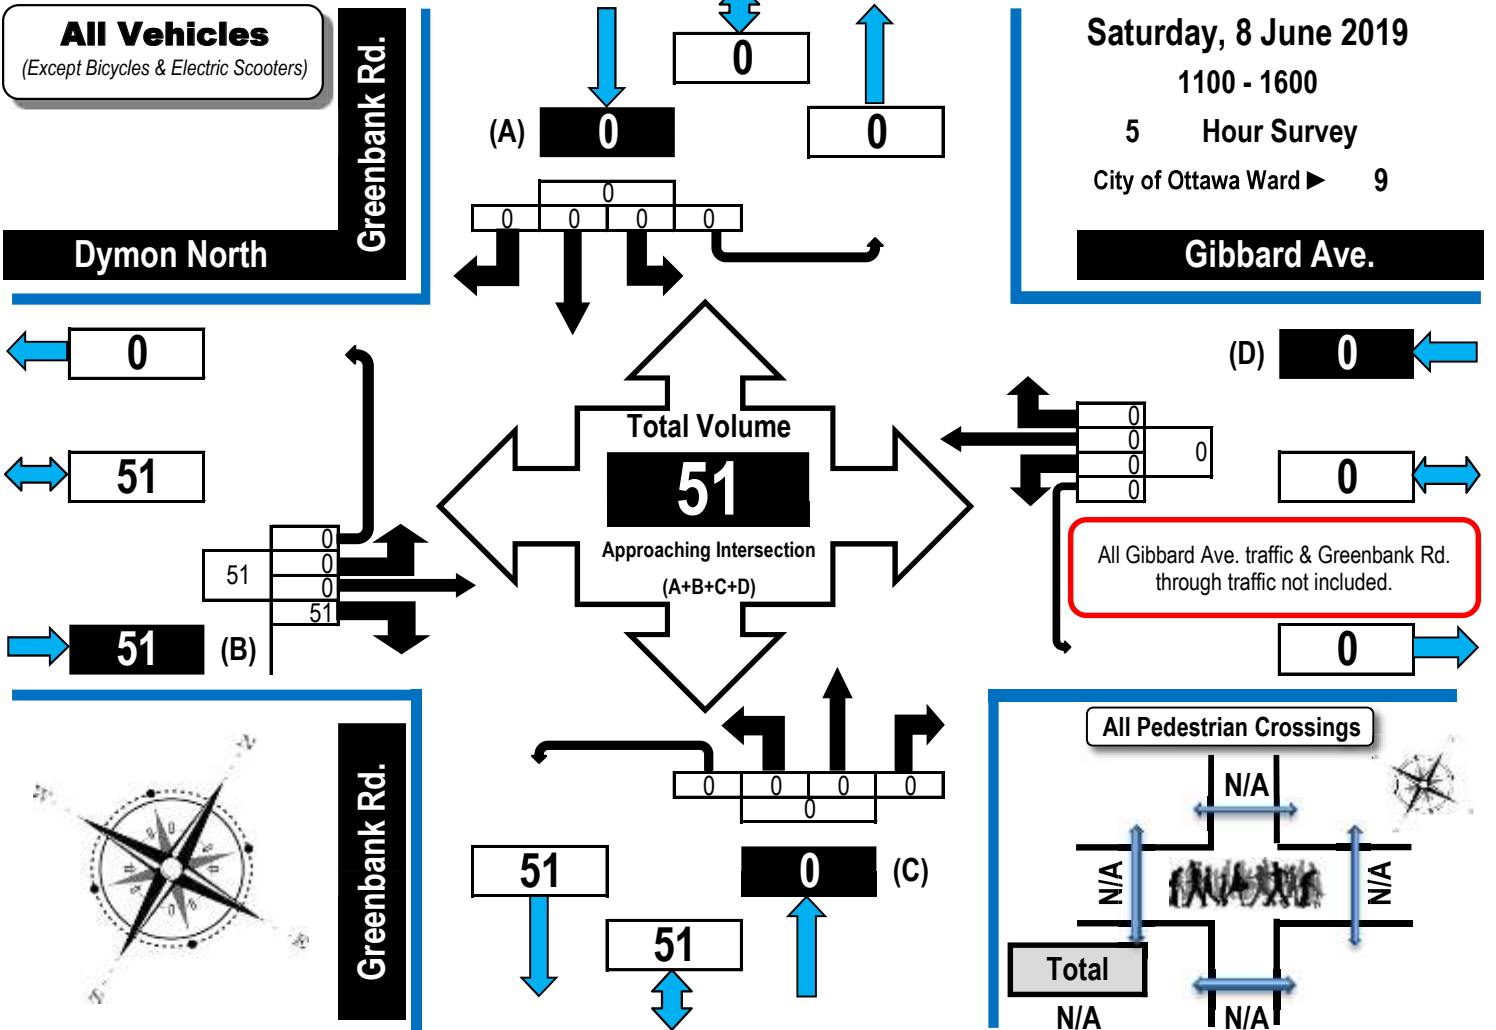 All Vehicles
(Except Bicycles & Electric Scooters)
Greenbank Rd.
Dymon North
0
(A) 0
0
0
0 0 0 0
Saturday, 8 June 2019
1100 - 1600
5 Hour Survey
City of Ottawa Ward ► 9
Gibbard Ave.
0
51
0
0
51
0
51
51 (B)
Total Volume
51
Approaching Intersection
(A+B+C+D)
(D) 0
0
0
0
0
0
0
All Gibbard Ave. traffic & Greenbank Rd.
through traffic not included.
0
N
W
E
Greenbank Rd.
0 0 0 0
0
51
0 (C)
51
All Pedestrian Crossings
N/A
N/A
N/A
Total
N/A
N/A